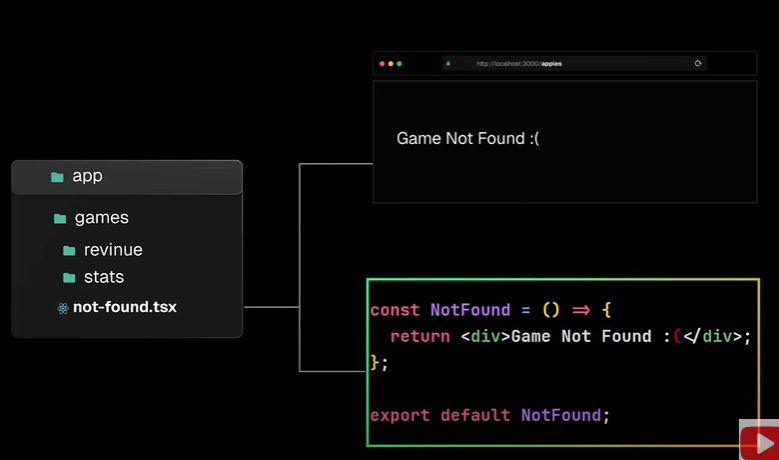 http://localhost:3000/apples
Game Not Found :(
app
games
revinue
stats
not-found.tsx
const NotFound = () => {
return <div>Game Not Found :(</div>;
};
export default NotFound;